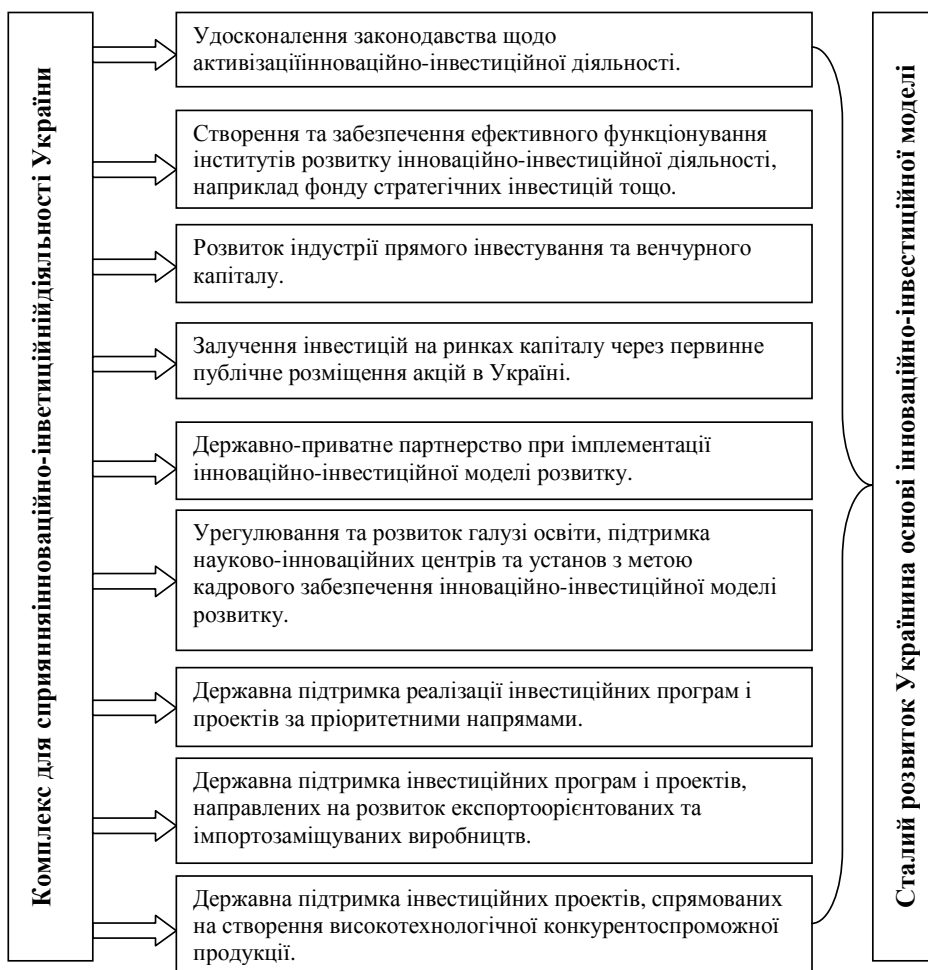 Комплекс для сприянняінноваційно-інветиційнійдіяльності України
Удосконалення законодавства щодо
активізаціїінноваційно-інвестиційної діяльності.
Створення та забезпечення ефективного функціонування
інститутів розвитку інноваційно-інвестиційної діяльності,
наприклад фонду стратегічних інвестицій тощо.
Розвиток індустрії прямого інвестування та венчурного
капіталу.
Залучення інвестицій на ринках капіталу через первинне
публічне розміщення акцій в Україні.
Державно-приватне партнерство при імплементації
інноваційно-інвестиційної моделі розвитку.
Урегулювання та розвиток галузі освіти, підтримка
науково-інноваційних центрів та установ з метою
кадрового забезпечення інноваційно-інвестиційної моделі
розвитку.
Державна підтримка реалізації інвестиційних програм і
проектів за пріоритетними напрямами.
Державна підтримка інвестиційних програм і проектів,
направлених на розвиток експортоорієнтованих та
імпортозаміщуваних виробництв.
Державна підтримка інвестиційних проектів, спрямованих
на створення високотехнологічної конкурентоспроможної
продукції.
Сталий розвиток Українина основі інноваційно-інвестиційної моделі